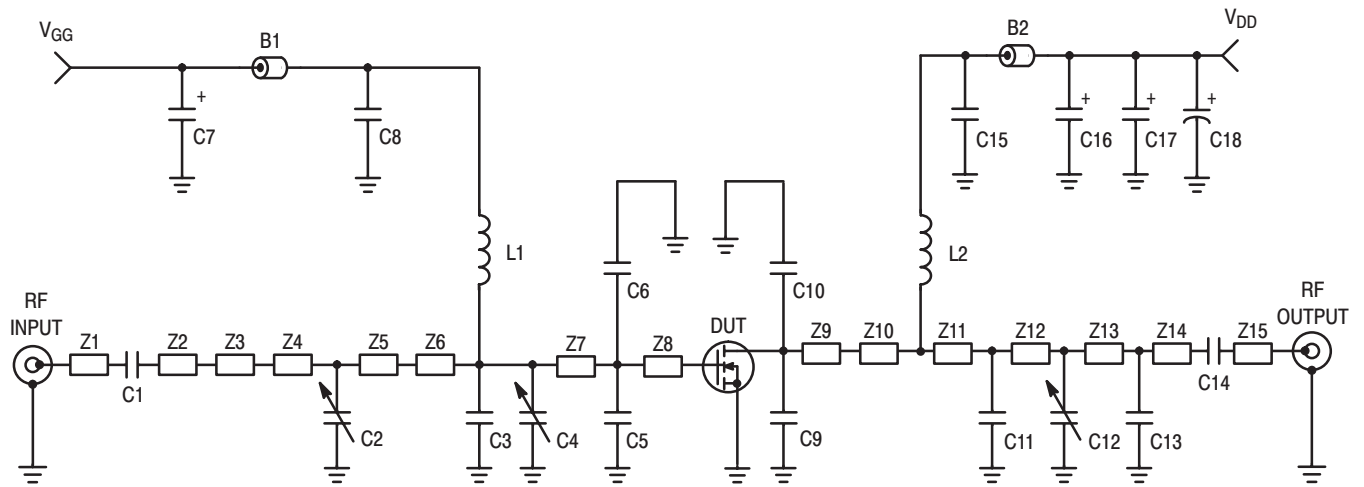 VGG
B1
+
C7
C8
L1
B2
VDD
C15
+
C16
+
C17
+
C18
L2
C6
C10
RF
INPUT
Z1
C1
Z2
Z3
Z4
Z5
Z6
C2
C3
C4
Z7
C5
Z8
DUT
C9
Z9
Z10
Z11
C11
Z12
C12
Z13
C13
Z14
C14
Z15
RF
OUTPUT